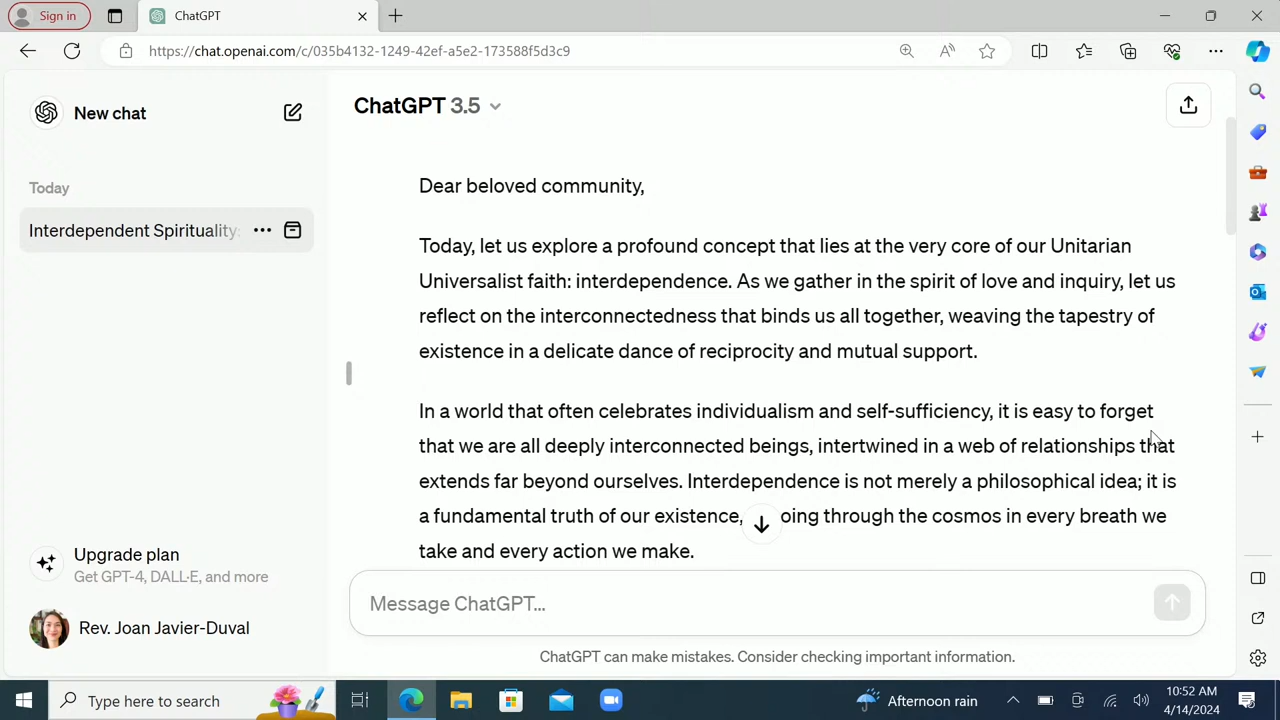 Sign in
ChatGPT
https://chat.openai.com/c/035b4132-1249-42ef-a5e2-173588f5d3c9
New chat
ChatGPT 3.5
Today
Interdependent Spirituality:
Dear beloved community,
Today, let us explore a profound concept that lies at the very core of our Unitarian
Universalist faith: interdependence. As we gather in the spirit of love and inquiry, let us
reflect on the interconnectedness that binds us all together, weaving the tapestry of
existence in a delicate dance of reciprocity and mutual support.
In a world that often celebrates individualism and self-sufficiency, it is easy to forget
that we are all deeply interconnected beings, intertwined in a web of relationships that
extends far beyond ourselves. Interdependence is not merely a philosophical idea; it is
a fundamental truth of our existence, oing through the cosmos in every breath we
take and every action we make.
Upgrade plan
Get GPT-4, DALL·E, and more
Rev. Joan Javier-Duval
Message ChatGPT...
ChatGPT can make mistakes. Consider checking important information.
Type here to search
Afternoon rain
10:52 AM
4/14/2024